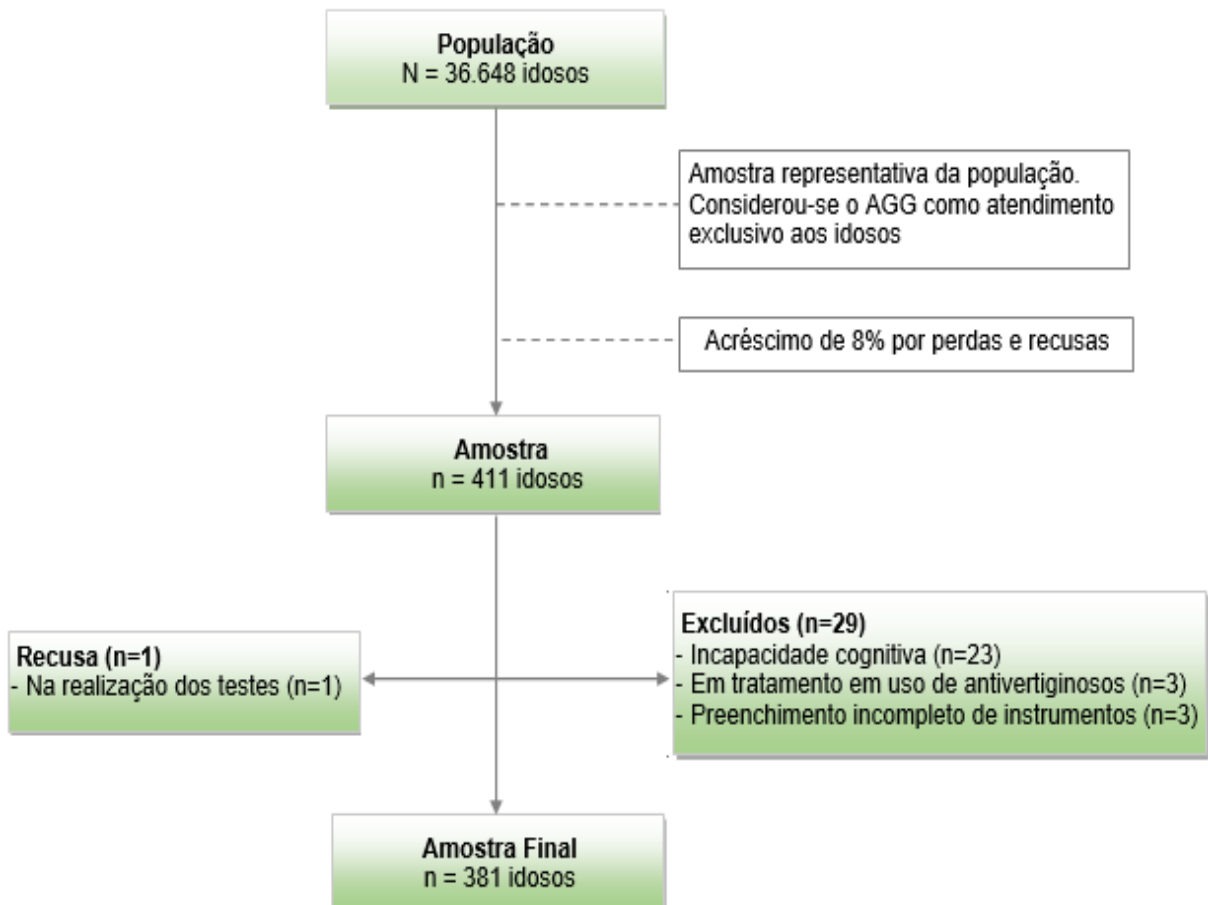 População
N = 36.648 idosos
Amostra representativa da população.
Considerou-se o AGG como atendimento
exclusivo aos idosos
Acréscimo de 8% por perdas e recusas
Amostra
n = 411 idosos
Recusa (n=1)
- Na realização dos testes (n=1)
Excluídos (n=29)
- Incapacidade cognitiva (n=23)
- Em tratamento em uso de antivertiginosos (n=3)
- Preenchimento incompleto de instrumentos (n=3)
Amostra Final
n = 381 idosos